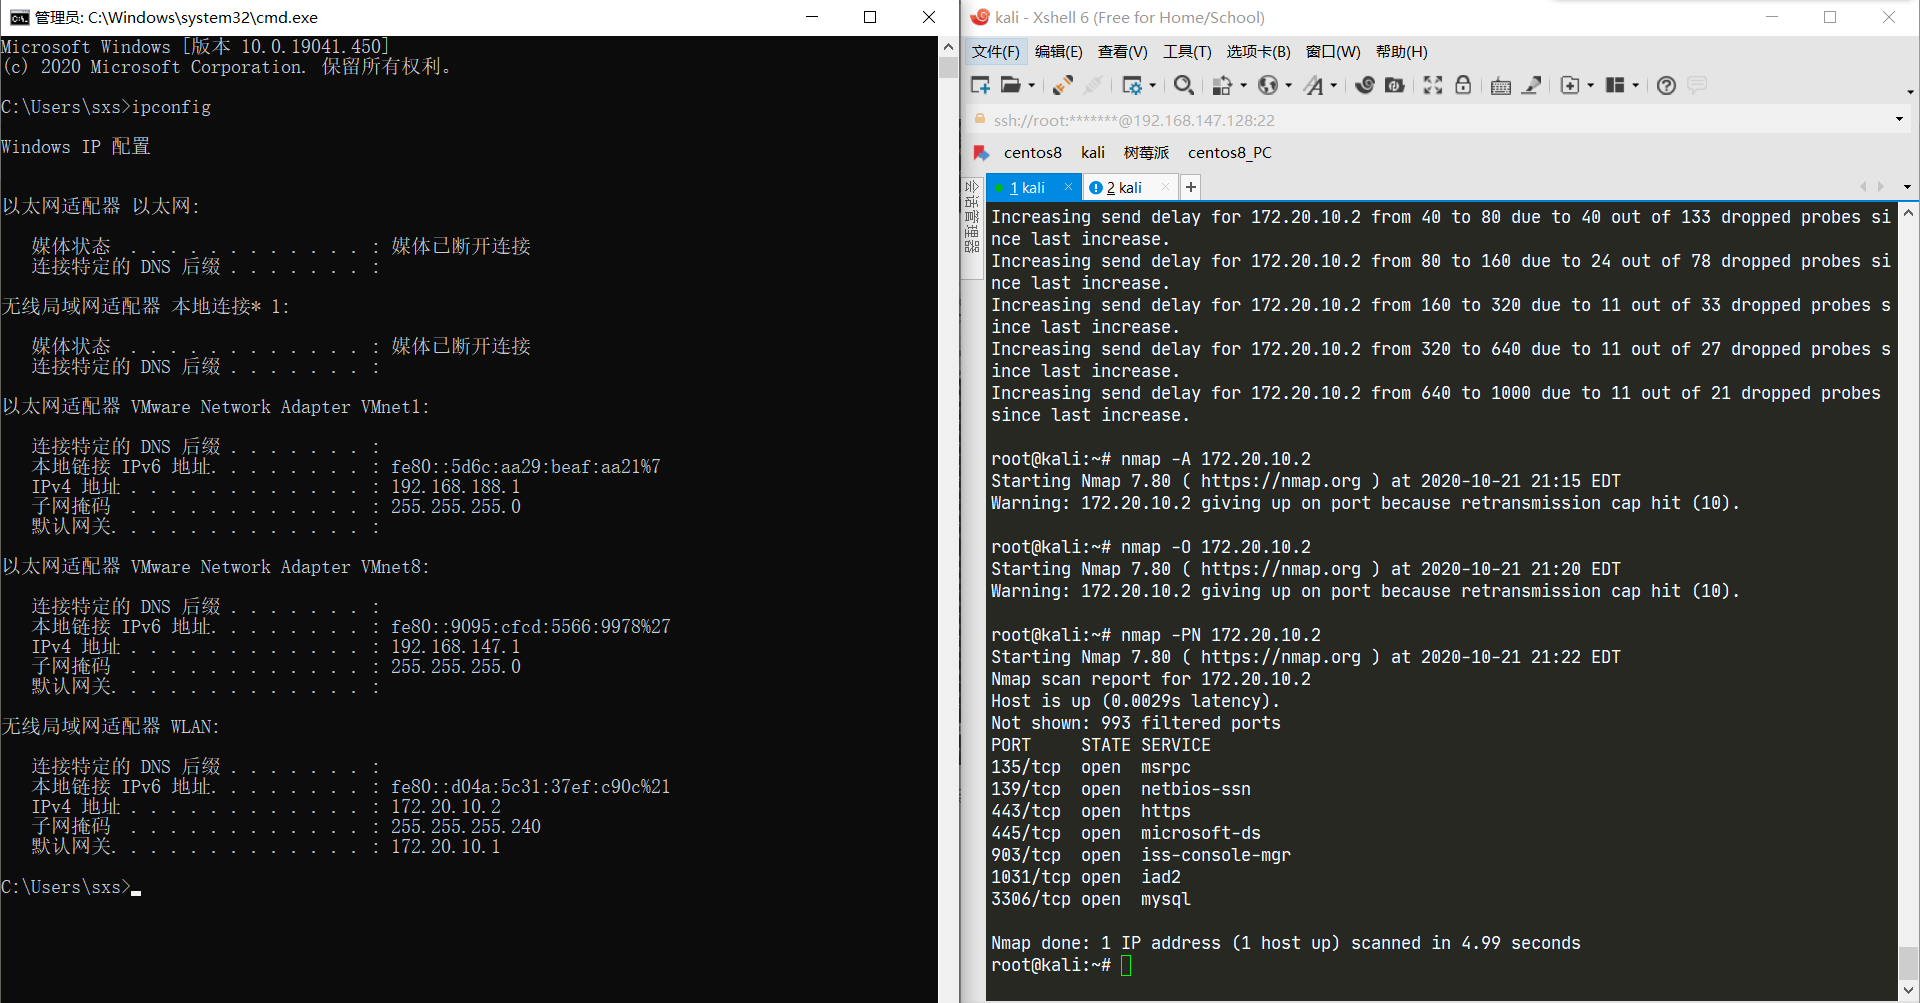 管理员: C:\Windows\system32\cmd.exe
Microsoft Windows [版本 10.0.19041.450]
(c) 2020 Microsoft Corporation. 保留所有权利。
C:\Users\sxs>ipconfig
Windows IP 配置
以太网适配器 以太网:
媒体状态 . . . . . . . . . . . . : 媒体已断开连接
连接特定的 DNS 后缀 . . . . . . . :
无线局域网适配器 本地连接* 1:
媒体状态 . . . . . . . . . . . . : 媒体已断开连接
连接特定的 DNS 后缀 . . . . . . . :
以太网适配器 VMware Network Adapter VMnet1:
连接特定的 DNS 后缀 . . . . . . . :
本地链接 IPv6 地址. . . . . . . . : fe80::5d6c:aa29:beaf:aa21%7
IPv4 地址 . . . . . . . . . . . . : 192.168.188.1
子网掩码 . . . . . . . . . . . . : 255.255.255.0
默认网关. . . . . . . . . . . . . :
以太网适配器 VMware Network Adapter VMnet8:
连接特定的 DNS 后缀 . . . . . . . :
本地链接 IPv6 地址. . . . . . . . : fe80::9095:cfcd:5566:9978%27
IPv4 地址 . . . . . . . . . . . . : 192.168.147.1
子网掩码 . . . . . . . . . . . . : 255.255.255.0
默认网关. . . . . . . . . . . . . :
无线局域网适配器 WLAN:
连接特定的 DNS 后缀 . . . . . . . :
本地链接 IPv6 地址. . . . . . . . : fe80::d04a:5c31:37ef:c90c%21
IPv4 地址 . . . . . . . . . . . . : 172.20.10.2
子网掩码 . . . . . . . . . . . . : 255.255.255.240
默认网关. . . . . . . . . . . . . : 172.20.10.1
C:\Users\sxs>
kali - Xshell 6 (Free for Home/School)
文件(F) 编辑(E) 查看(V) 工具(T) 选项卡(B) 窗口(W) 帮助(H)
ssh://root:*******@192.168.147.128:22
centos8 kali 树莓派 centos8_PC
会话管理器
1 kali 2 kali
Increasing send delay for 172.20.10.2 from 40 to 80 due to 40 out of 133 dropped probes si
nce last increase.
Increasing send delay for 172.20.10.2 from 80 to 160 due to 24 out of 78 dropped probes si
nce last increase.
Increasing send delay for 172.20.10.2 from 160 to 320 due to 11 out of 33 dropped probes s
ince last increase.
Increasing send delay for 172.20.10.2 from 320 to 640 due to 11 out of 27 dropped probes s
ince last increase.
Increasing send delay for 172.20.10.2 from 640 to 1000 due to 11 out of 21 dropped probes
since last increase.
root@kali:~# nmap -A 172.20.10.2
Starting Nmap 7.80 ( https://nmap.org ) at 2020-10-21 21:15 EDT
Warning: 172.20.10.2 giving up on port because retransmission cap hit (10).
root@kali:~# nmap -O 172.20.10.2
Starting Nmap 7.80 ( https://nmap.org ) at 2020-10-21 21:20 EDT
Warning: 172.20.10.2 giving up on port because retransmission cap hit (10).
root@kali:~# nmap -PN 172.20.10.2
Starting Nmap 7.80 ( https://nmap.org ) at 2020-10-21 21:22 EDT
Nmap scan report for 172.20.10.2
Host is up (0.0029s latency).
Not shown: 993 filtered ports
PORT STATE SERVICE
135/tcp open msrpc
139/tcp open netbios-ssn
443/tcp open https
445/tcp open microsoft-ds
903/tcp open iss-console-mgr
1031/tcp open iad2
3306/tcp open mysql
Nmap done: 1 IP address (1 host up) scanned in 4.99 seconds
root@kali:~#